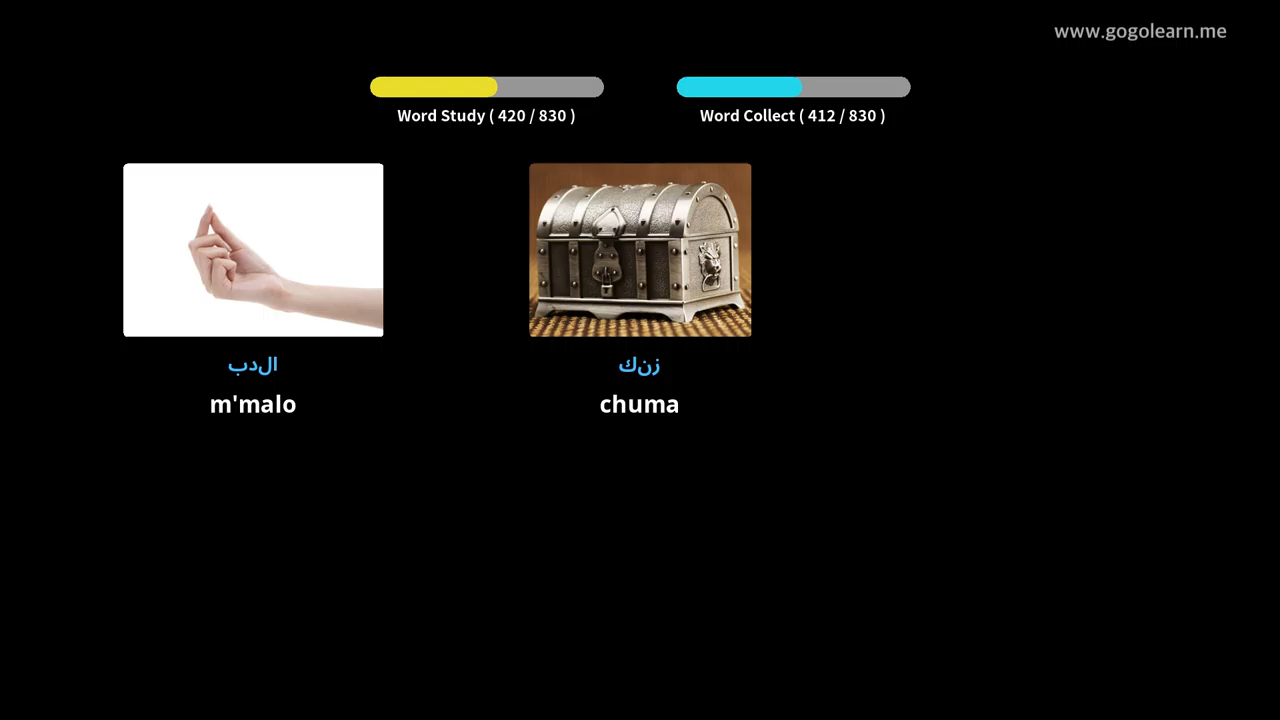 www.gogolearn.me
Word Study ( 420 / 830 )
Word Collect ( 412 / 830 )
الدب
m'malo
زنك
chuma